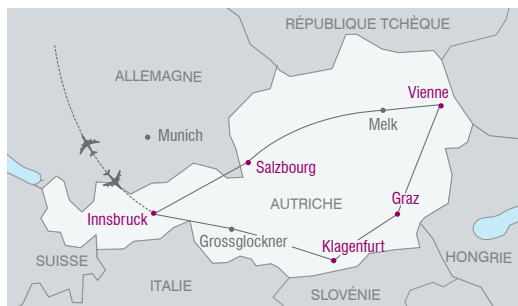 RÉPUBLIQUE TCHÈQUE
ALLEMAGNE
Vienne
Melk
Munich
Salzbourg
AUTRICHE
Graz
Innsbruck
Grossglockner
Klagenfurt
HONGRIE
SUISSE
ITALIE
SLOVÉNIE